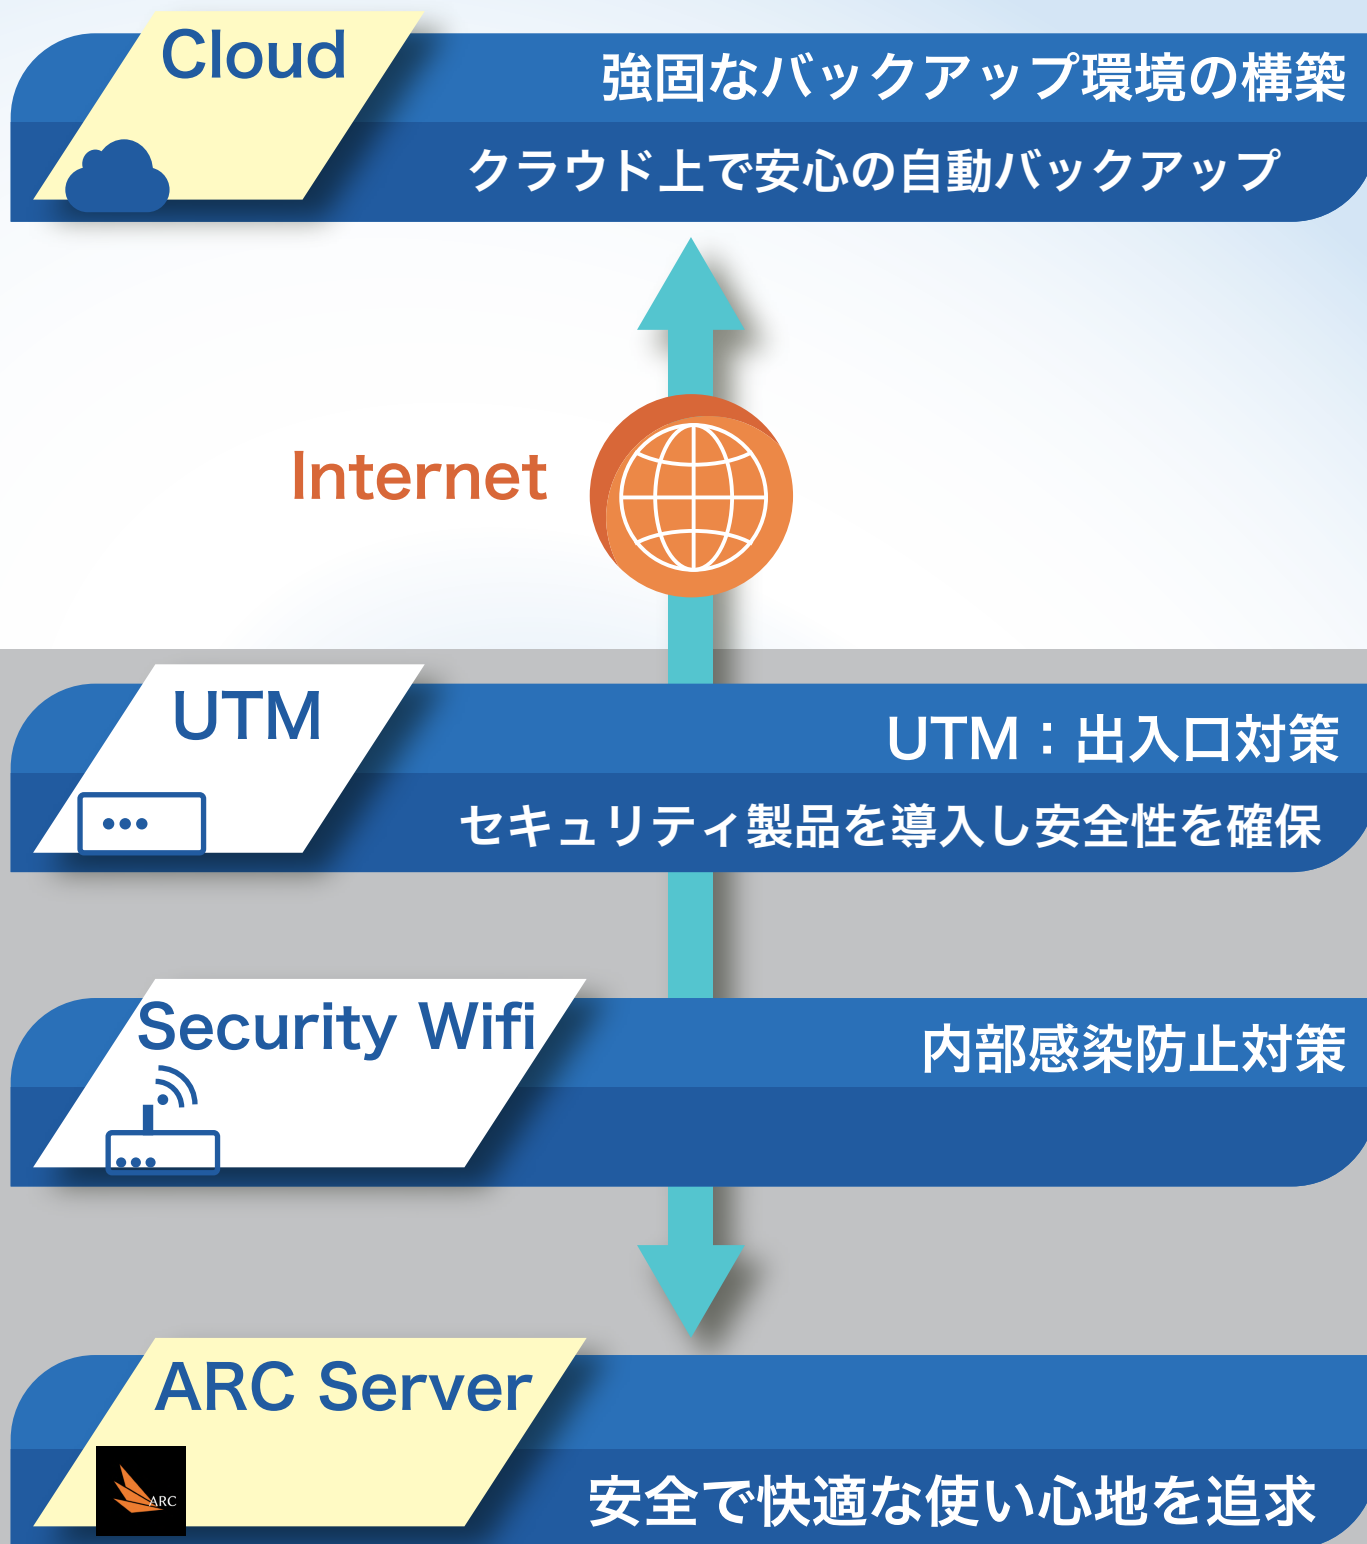 Cloud
強固なバックアップ環境の構築
クラウド上で安心の自動バックアップ
Internet
UTM
UTM：出入口対策
セキュリティ製品を導入し安全性を確保
Security Wifi
内部感染防止対策
ARC Server
ARC
安全で快適な使い心地を追求